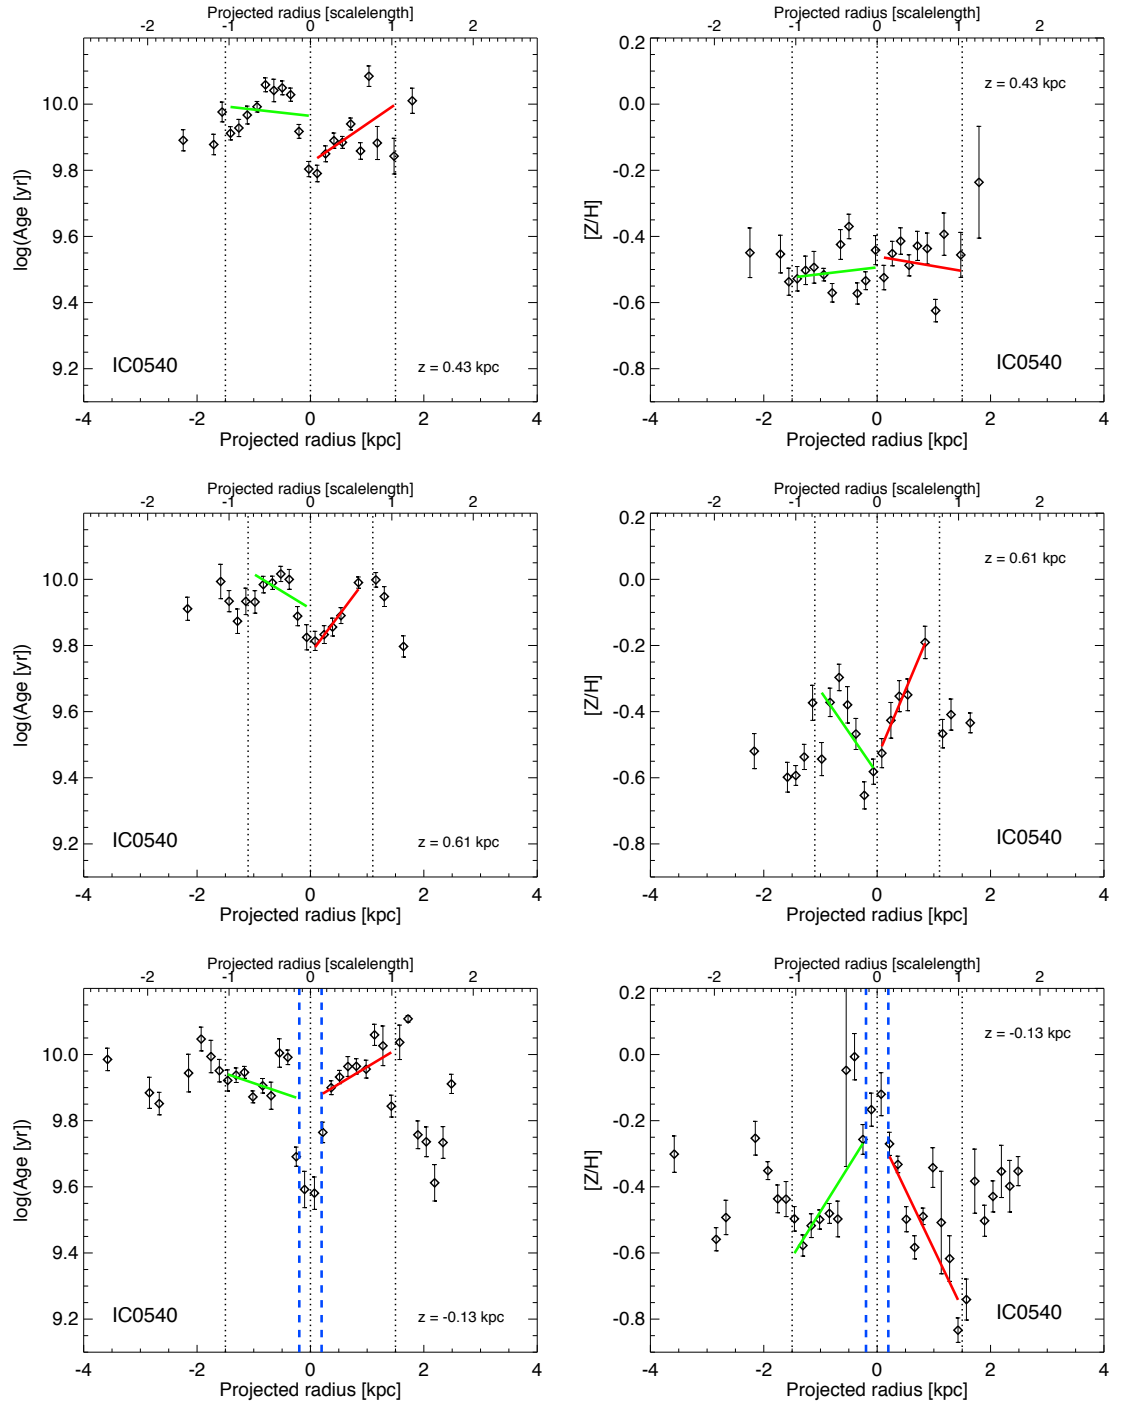 Projected radius [scalelength]
-2 -1 0 1 2
10.0
9.8
9.6
9.4
9.2
log(Age [yr])
IC0540
z = 0.43 kpc
-4 -2 0 2 4
Projected radius [kpc]
Projected radius [scalelength]
-2 -1 0 1 2
0.2
0.0
-0.2
-0.4
-0.6
-0.8
[Z/H]
z = 0.43 kpc
IC0540
-4 -2 0 2 4
Projected radius [kpc]
Projected radius [scalelength]
-2 -1 0 1 2
10.0
9.8
9.6
9.4
9.2
log(Age [yr])
IC0540
z = 0.61 kpc
-4 -2 0 2 4
Projected radius [kpc]
Projected radius [scalelength]
-2 -1 0 1 2
0.2
0.0
-0.2
-0.4
-0.6
-0.8
[Z/H]
z = 0.61 kpc
IC0540
-4 -2 0 2 4
Projected radius [kpc]
Projected radius [scalelength]
-2 -1 0 1 2
10.0
9.8
9.6
9.4
9.2
log(Age [yr])
IC0540
z = -0.13 kpc
-4 -2 0 2 4
Projected radius [kpc]
Projected radius [scalelength]
-2 -1 0 1 2
0.2
0.0
-0.2
-0.4
-0.6
-0.8
[Z/H]
z = -0.13 kpc
IC0540
-4 -2 0 2 4
Projected radius [kpc]